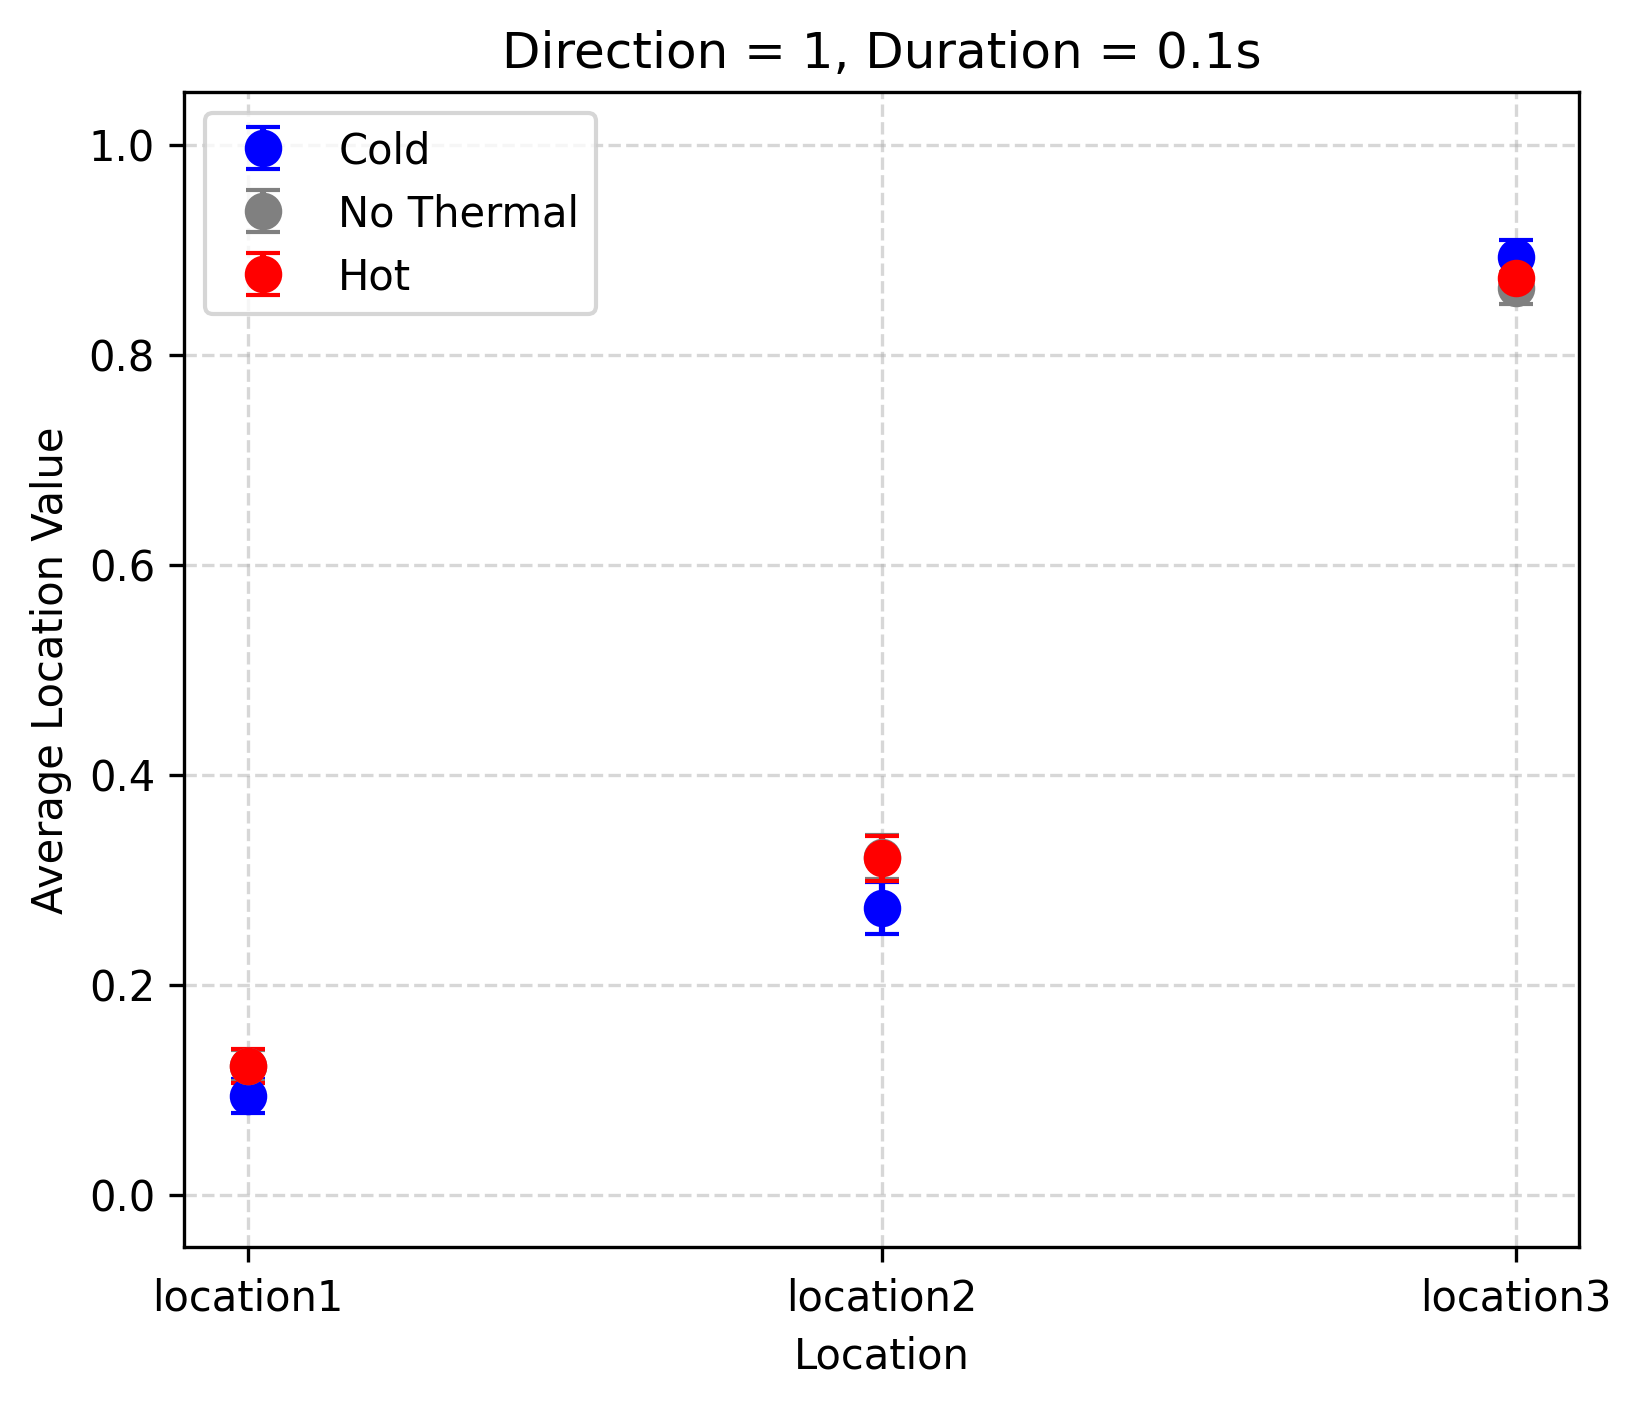 Direction = 1, Duration = 0.1s
Cold
No Thermal
Hot
1.0
0.8
0.6
0.4
0.2
0.0
Average Location Value
location1 location2 location3
Location